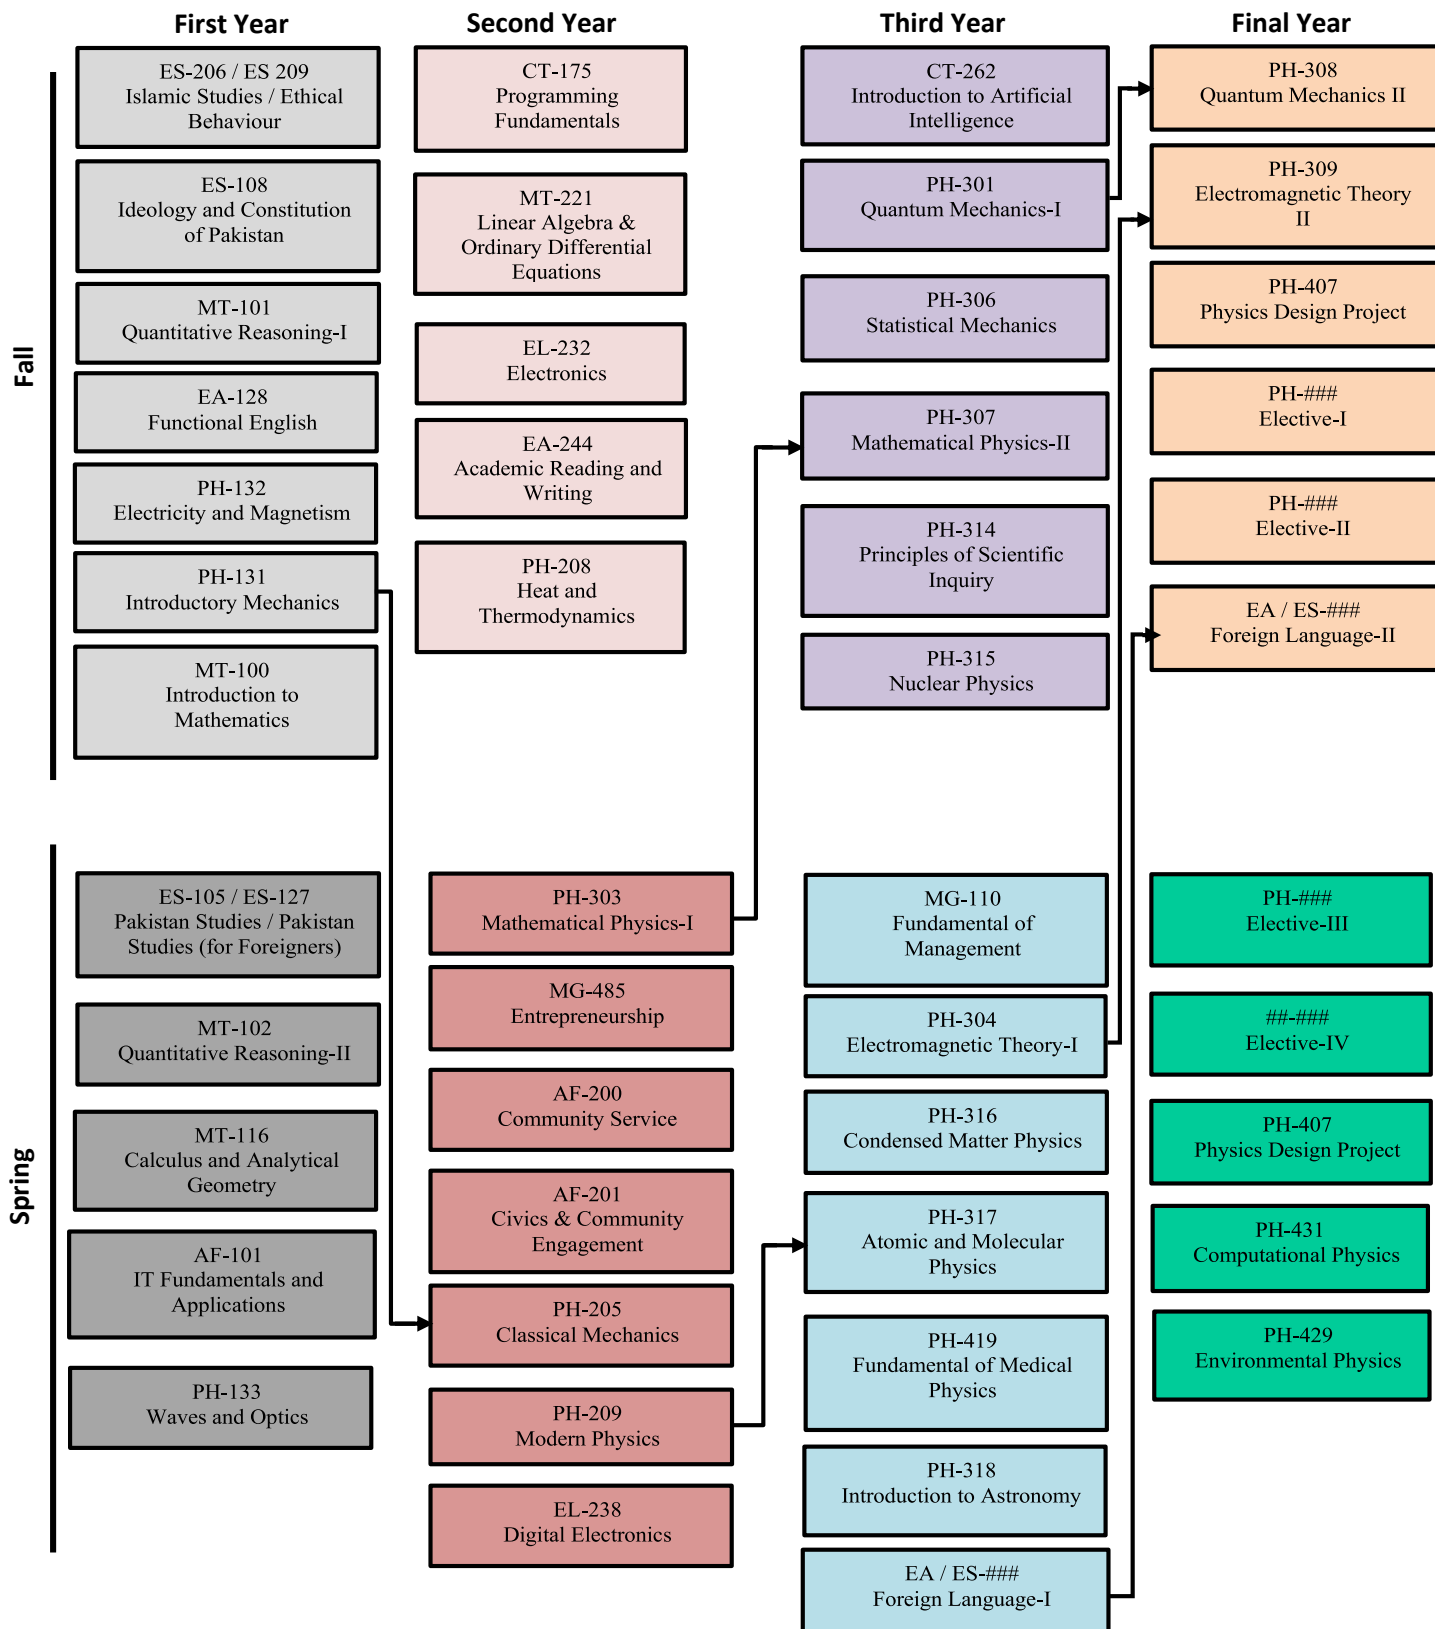 First Year
Second Year
Third Year
Final Year
Fall
ES-206 / ES 209
Islamic Studies / Ethical
Behaviour
ES-108
Ideology and Constitution
of Pakistan
MT-101
Quantitative Reasoning-I
EA-128
Functional English
PH-132
Electricity and Magnetism
PH-131
Introductory Mechanics
MT-100
Introduction to
Mathematics
CT-175
Programming
Fundamentals
MT-221
Linear Algebra &
Ordinary Differential
Equations
EL-232
Electronics
EA-244
Academic Reading and
Writing
PH-208
Heat and
Thermodynamics
CT-262
Introduction to Artificial
Intelligence
PH-301
Quantum Mechanics-I
PH-306
Statistical Mechanics
PH-307
Mathematical Physics-II
PH-314
Principles of Scientific
Inquiry
PH-315
Nuclear Physics
PH-308
Quantum Mechanics II
PH-309
Electromagnetic Theory
II
PH-407
Physics Design Project
PH-###
Elective-I
PH-###
Elective-II
EA / ES-###
Foreign Language-II
Spring
ES-105 / ES-127
Pakistan Studies / Pakistan
Studies (for Foreigners)
MT-102
Quantitative Reasoning-II
MT-116
Calculus and Analytical
Geometry
AF-101
IT Fundamentals and
Applications
PH-133
Waves and Optics
PH-303
Mathematical Physics-I
MG-485
Entrepreneurship
AF-200
Community Service
AF-201
Civics & Community
Engagement
PH-205
Classical Mechanics
PH-209
Modern Physics
EL-238
Digital Electronics
MG-110
Fundamental of
Management
PH-304
Electromagnetic Theory-I
PH-316
Condensed Matter Physics
PH-317
Atomic and Molecular
Physics
PH-419
Fundamental of Medical
Physics
PH-318
Introduction to Astronomy
EA / ES-###
Foreign Language-I
PH-###
Elective-III
##-###
Elective-IV
PH-407
Physics Design Project
PH-431
Computational Physics
PH-429
Environmental Physics